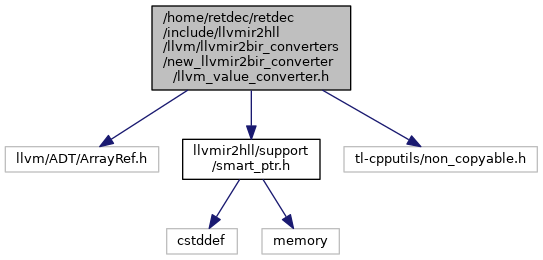 /home/retdec/retdec
/include/llvmir2hll
/llvm/llvmir2bir_converters
/new_llvmir2bir_converter
/llvm_value_converter.h
llvm/ADT/ArrayRef.h
llvmir2hll/support
/smart_ptr.h
tl-cpputils/non_copyable.h
cstddef
memory